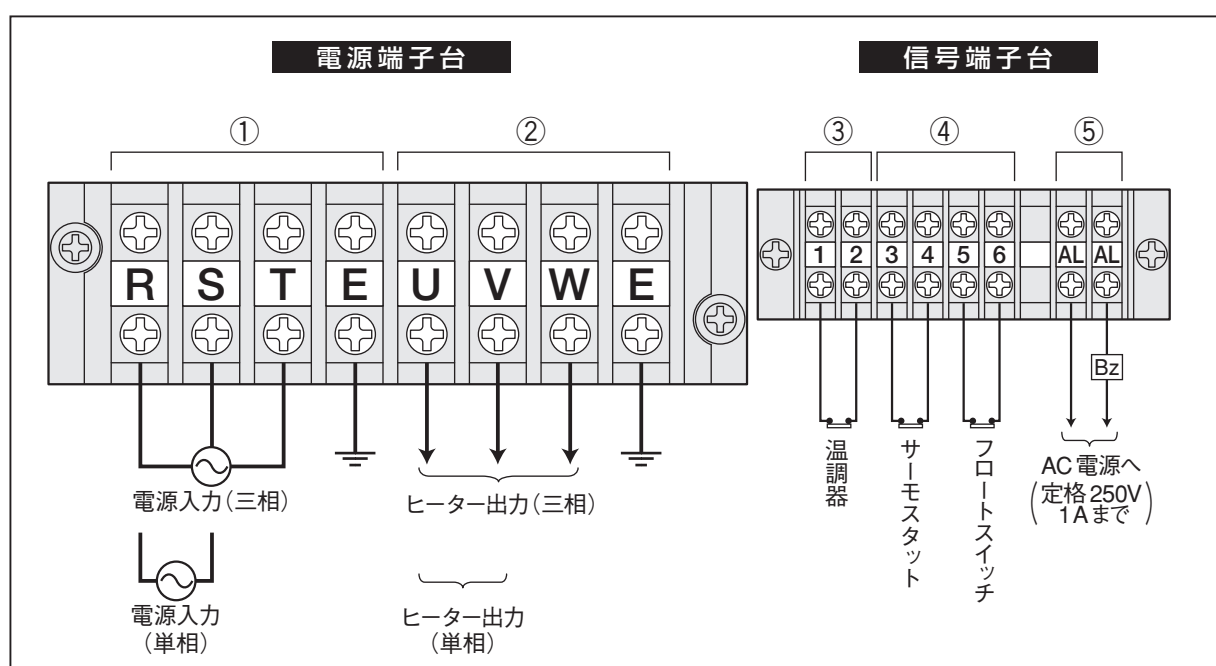 電源端子台
信号端子台
① ②
③ ④ ⑤
R S T E U V W E
1 2 3 4 5 6 AL AL
Bz
電源入力(三相)
ヒーター出力(三相)
温調器
サーモスタット
フロートスイッチ
AC電源へ
(定格250V
1Aまで)
電源入力
(単相)
ヒーター出力
(単相)